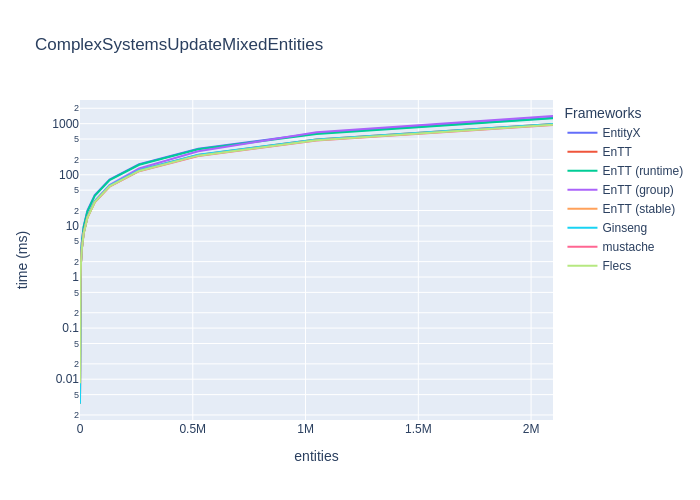 ComplexSystemsUpdateMixedEntities
2
1000
5
2
100
5
2
10
5
2
1
5
2
0.1
5
2
0.01
5
2
0
0.5M
1M
1.5M
2M
entities
time (ms)
Frameworks
EntityX
EnTT
EnTT (runtime)
EnTT (group)
EnTT (stable)
Ginseng
mustache
Flecs